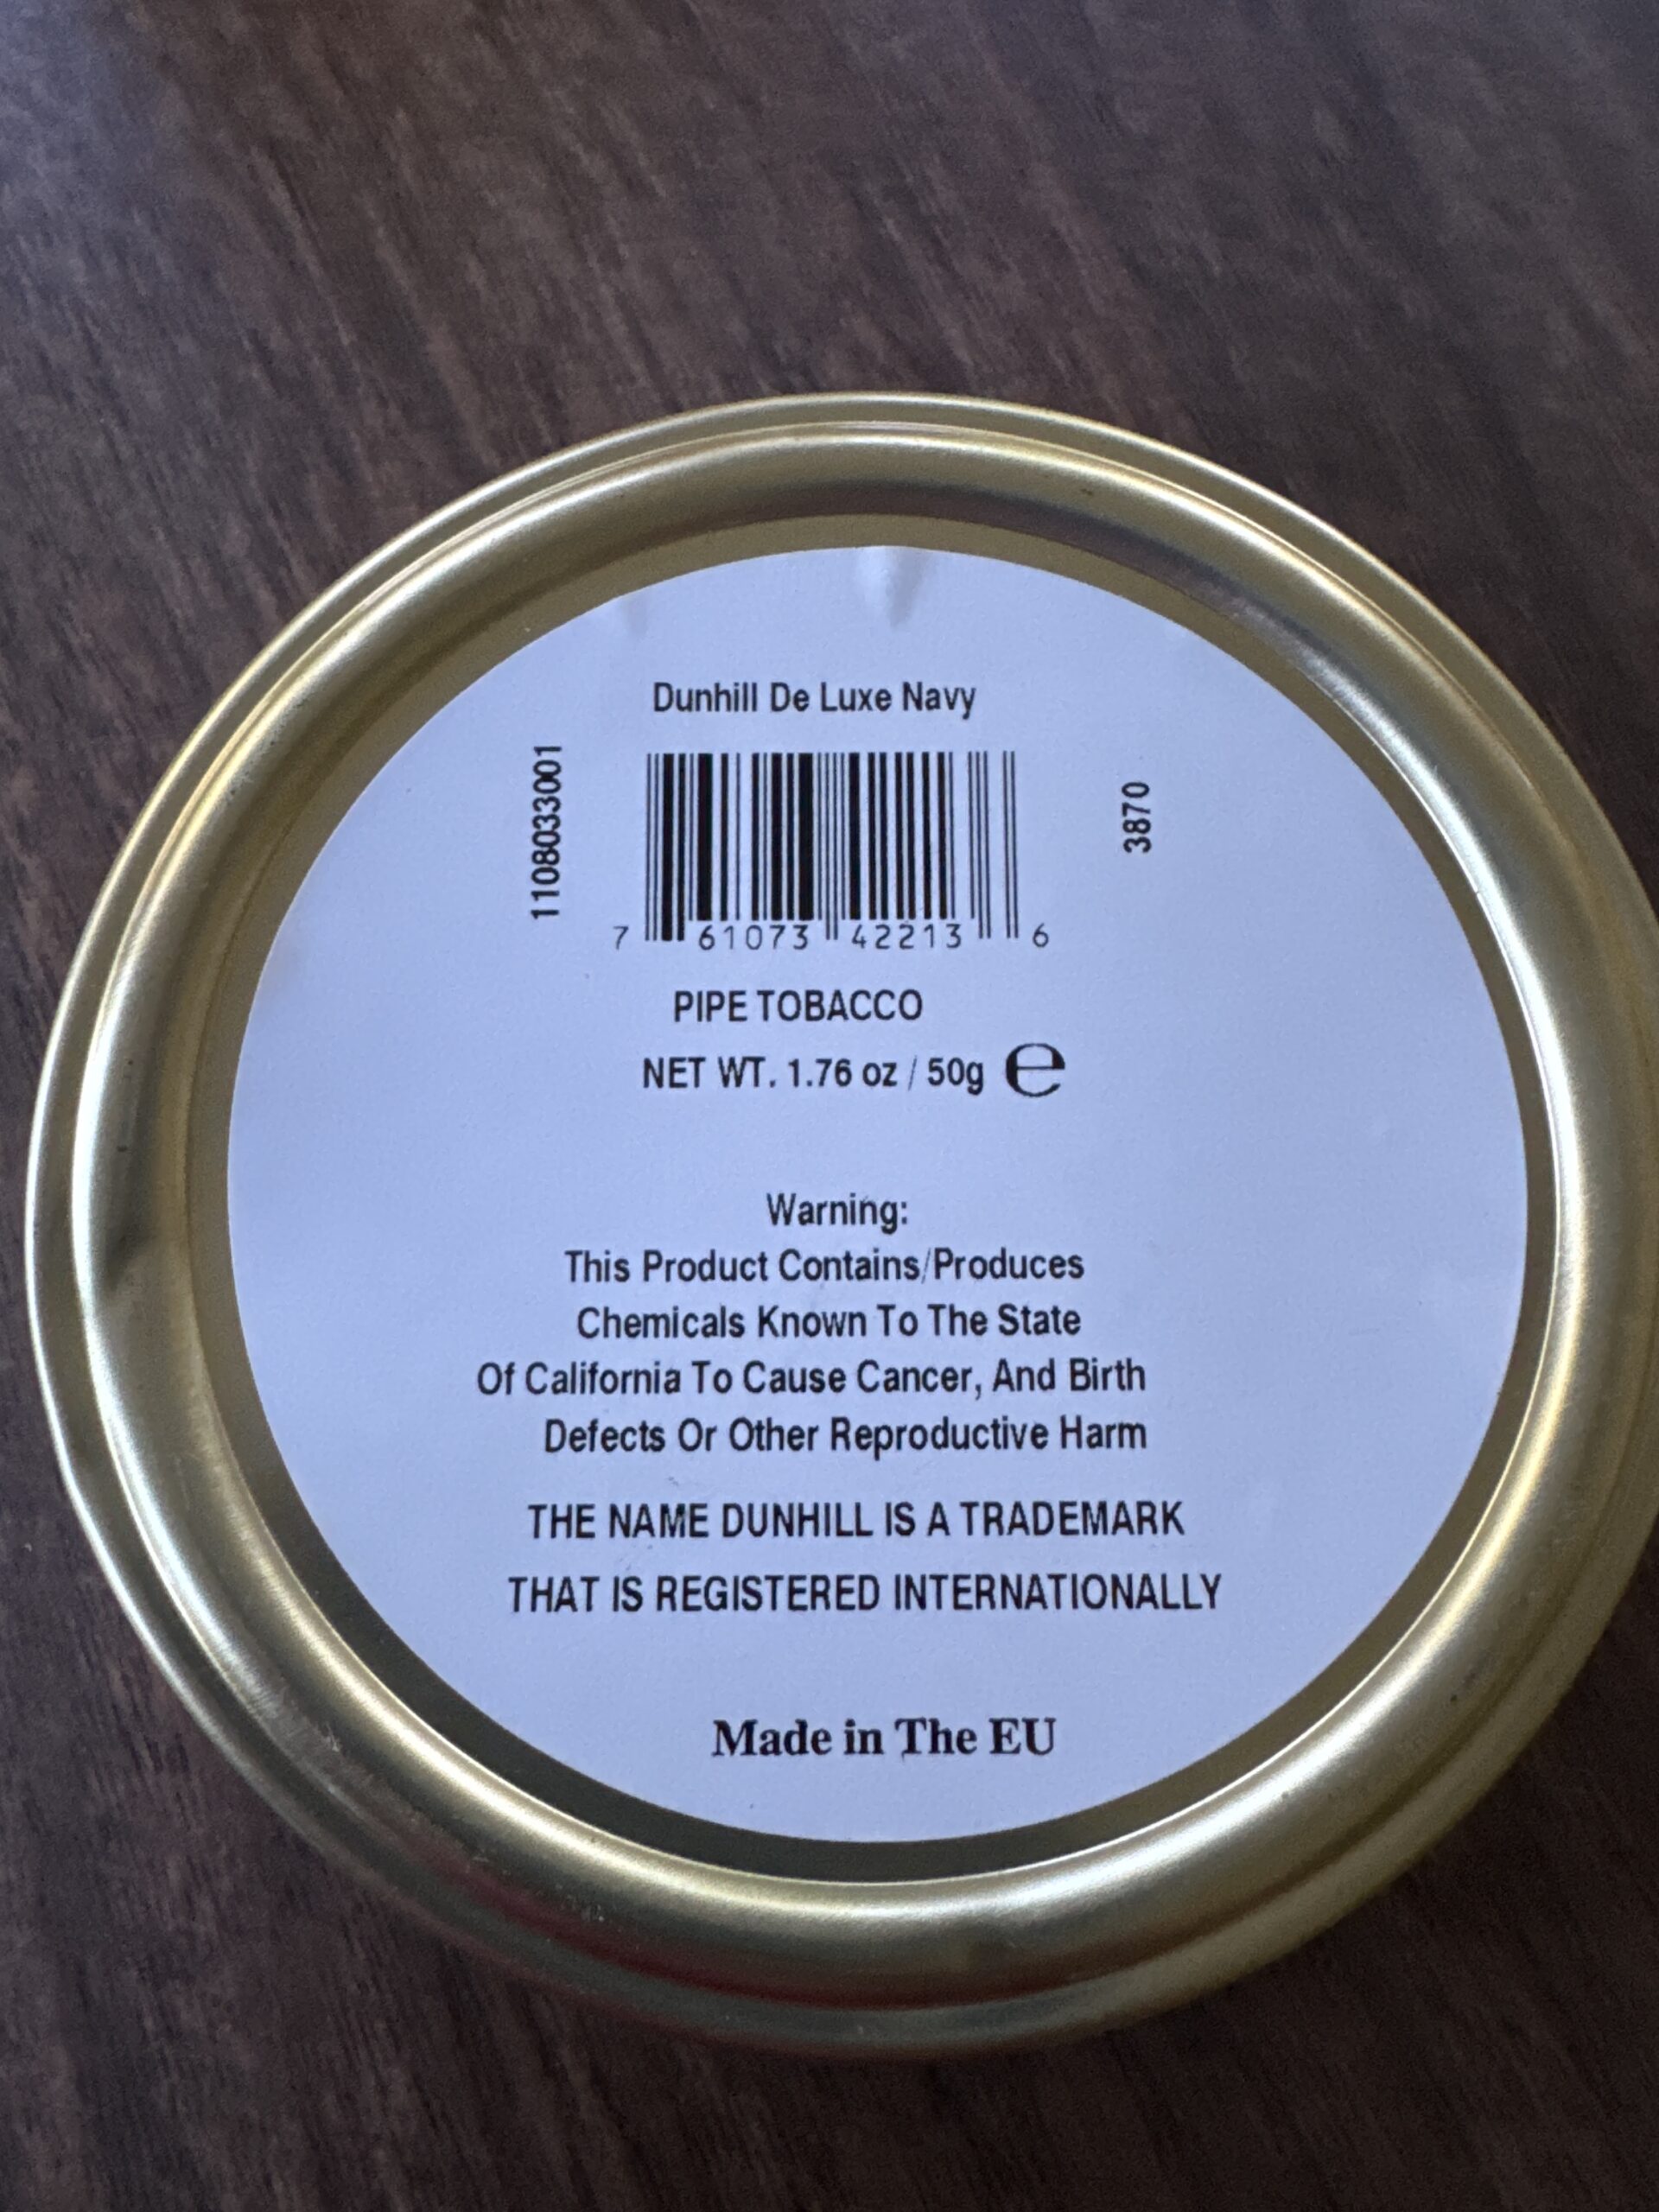 Dunhill De Luxe Navy
1108033001
3870
7 61073 42213 6
PIPE TOBACCO
NET WT. 1.76 oz / 50g e
Warning:
This Product Contains/Produces
Chemicals Known To The State
Of California To Cause Cancer, And Birth
Defects Or Other Reproductive Harm
THE NAME DUNHILL IS A TRADEMARK
THAT IS REGISTERED INTERNATIONALLY
Made in The EU